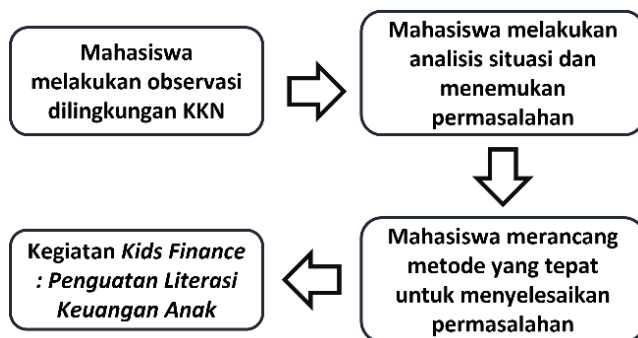 Mahasiswa
melakukan observasi
dilingkungan KKN
Mahasiswa melakukan
analisis situasi dan
menemukan
permasalahan
Mahasiswa merancang
metode yang tepat
untuk menyelesaikan
permasalahan
Kegiatan Kids Finance
: Penguatan Literasi
Keuangan Anak